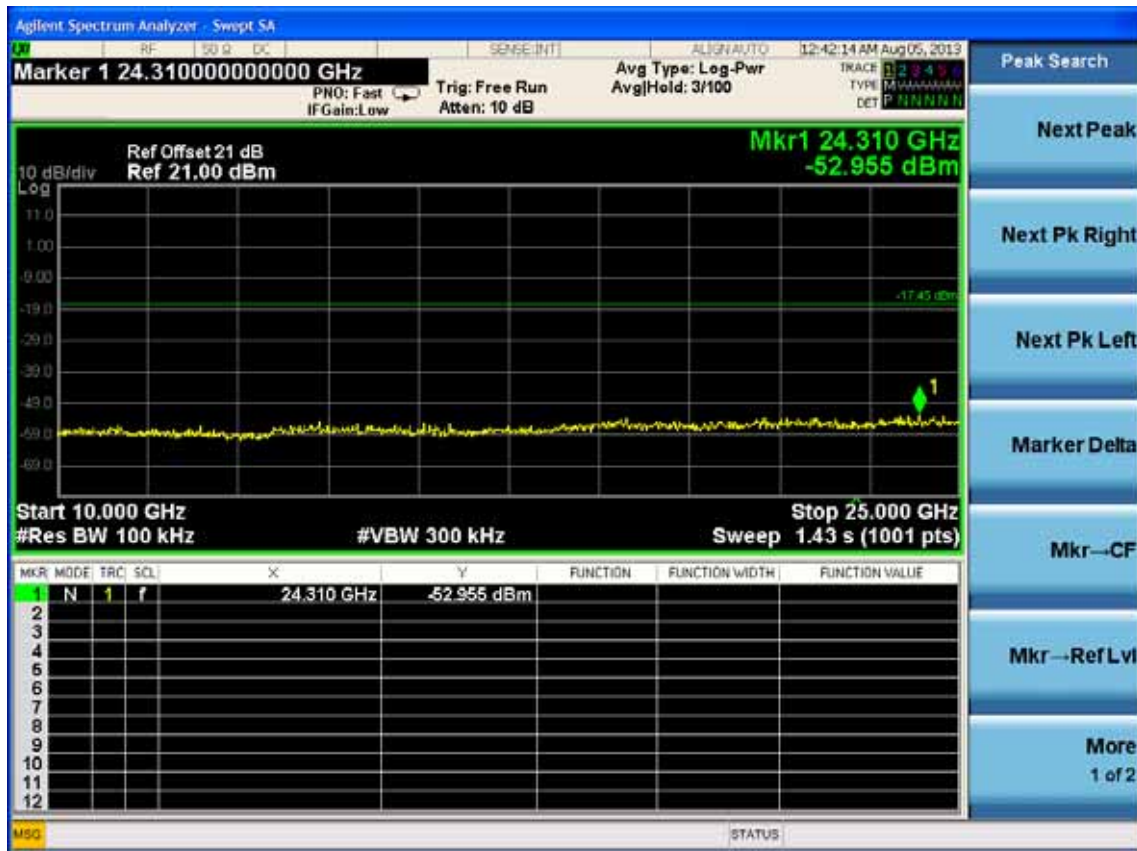 Agilent Spectrum Analyzer - Swept SA
RF 50 Ω DC SENSE:INT ALIGN AUTO 12:42:14 AM Aug 05, 2013
Marker 1 24.310000000000 GHz
PNO: Fast
IFGain:Low
Trig: Free Run
Atten: 10 dB
Avg Type: Log-Pwr
Avg|Hold: 3/100
TRACE 1 2 3 4 5 6
TYPE M
DET P N N N N N
Mkr1 24.310 GHz
-52.955 dBm
Ref Offset 21 dB
10 dB/div Ref 21.00 dBm
Log
11.0
1.00
-9.00
-17.45 dBm
-19.0
-29.0
-39.0
1
-49.0
-59.0
-69.0
Start 10.000 GHz Stop 25.000 GHz
#Res BW 100 kHz #VBW 300 kHz Sweep 1.43 s (1001 pts)
MKR MODE TRC SCL X Y FUNCTION FUNCTION WIDTH FUNCTION VALUE
1 N 1 f 24.310 GHz -52.955 dBm
2
3
4
5
6
7
8
9
10
11
12
MSG STATUS
Peak Search
Next Peak
Next Pk Right
Next Pk Left
Marker Delta
Mkr→CF
Mkr→Ref Lvl
More
1 of 2